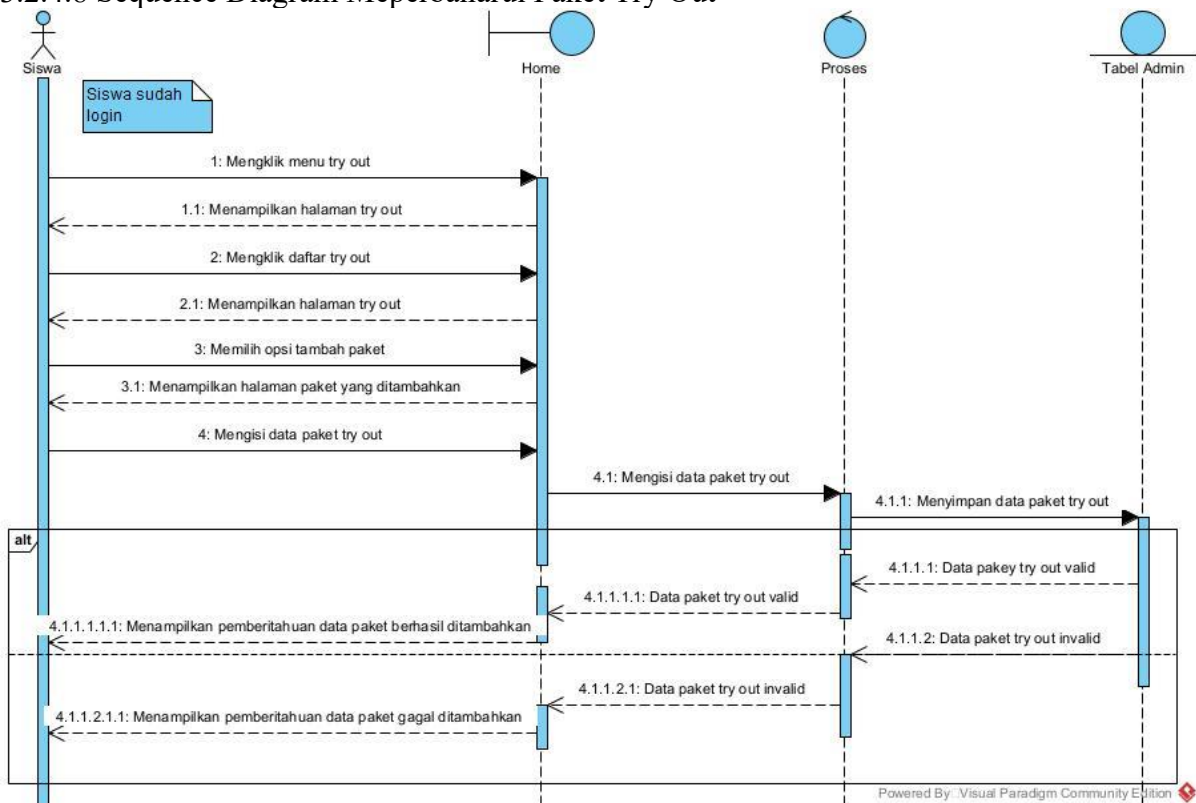 3.2.4.8 Sequence Diagram Meperbaharui Paket Try Out
Siswa
Home
Proses
Tabel Admin
Siswa sudah
login
1: Mengklik menu try out
1.1: Menampilkan halaman try out
2: Mengklik daftar try out
2.1: Menampilkan halaman try out
3: Memilih opsi tambah paket
3.1: Menampilkan halaman paket yang ditambahkan
4: Mengisi data paket try out
4.1: Mengisi data paket try out
4.1.1: Menyimpan data paket try out
alt
4.1.1.1: Data pakey try out valid
4.1.1.1.1: Data paket try out valid
4.1.1.1.1.1: Menampilkan pemberitahuan data paket berhasil ditambahkan
4.1.1.2: Data paket try out invalid
4.1.1.2.1: Data paket try out invalid
4.1.1.2.1.1: Menampilkan pemberitahuan data paket gagal ditambahkan
Powered By Visual Paradigm Community Edition